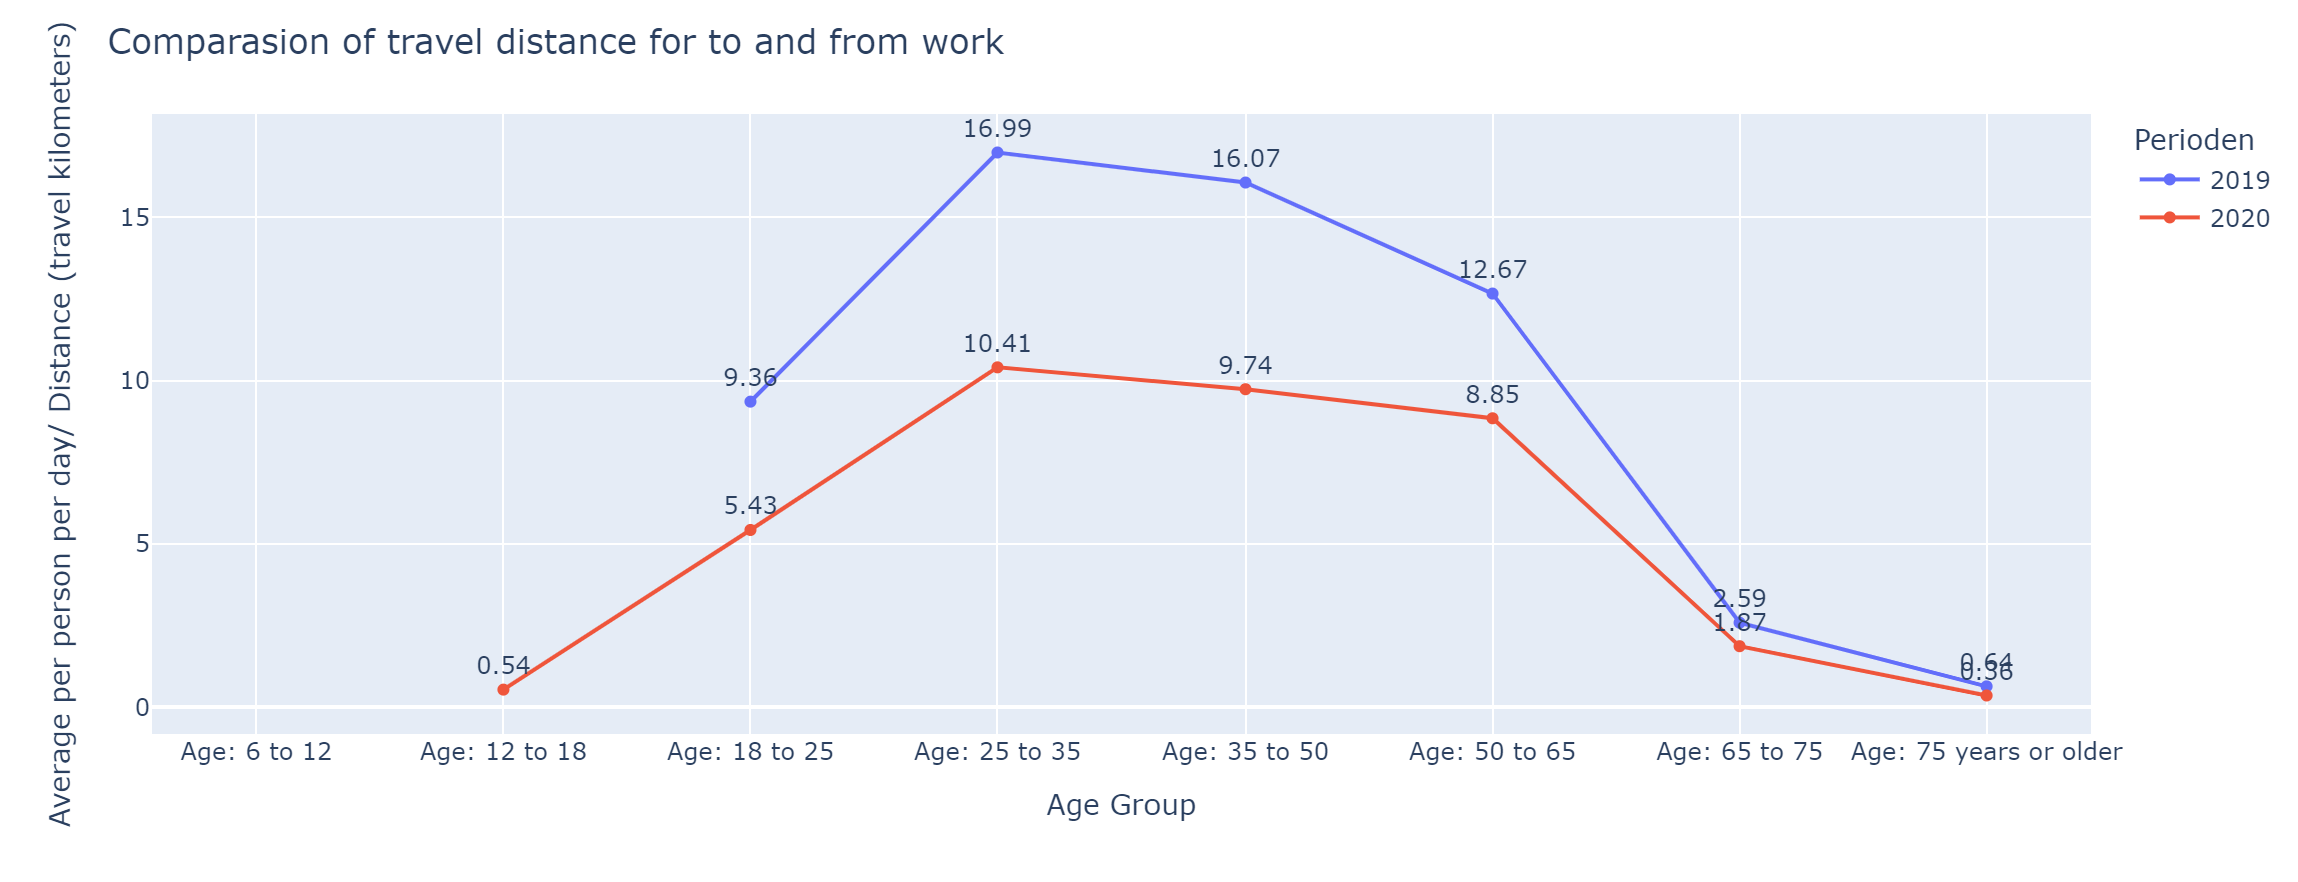 Comparasion of travel distance for to and from work
Average per person per day/ Distance (travel kilometers)
15
10
5
0
16.99
16.07
12.67
9.36
10.41
9.74
8.85
5.43
2.59
1.87
0.54
0.64
0.36
Age: 6 to 12
Age: 12 to 18
Age: 18 to 25
Age: 25 to 35
Age: 35 to 50
Age: 50 to 65
Age: 65 to 75
Age: 75 years or older
Age Group
Perioden
2019
2020